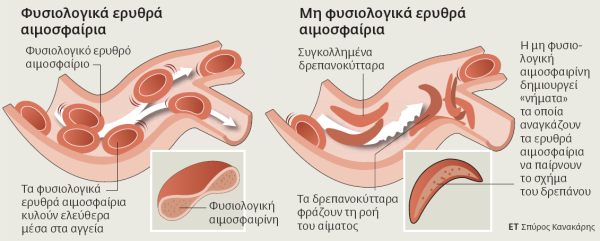 Φυσιολογικά ερυθρά
αιμοσφαίρια
Φυσιολογικό ερυθρό
αιμοσφαίριο
Τα φυσιολογικά
ερυθρά αιμοσφαίρια
κυλούν ελεύθερα
μέσα στα αγγεία
Φυσιολογική
αιμοσφαιρίνη
Μη φυσιολογικά ερυθρά
αιμοσφαίρια
Συγκολλημένα
δρεπανοκύτταρα
Τα δρεπανοκύτταρα
φράζουν τη ροή
του αίματος
Η μη φυσιο-
λογική
αιμοσφαιρίνη
δημιουργεί
«νήματα»
τα οποία
αναγκάζουν
τα ερυθρά
αιμοσφαίρια
να παίρνουν
το σχήμα
του δρεπάνου
ΕΤ Σπύρος Κανακάρης